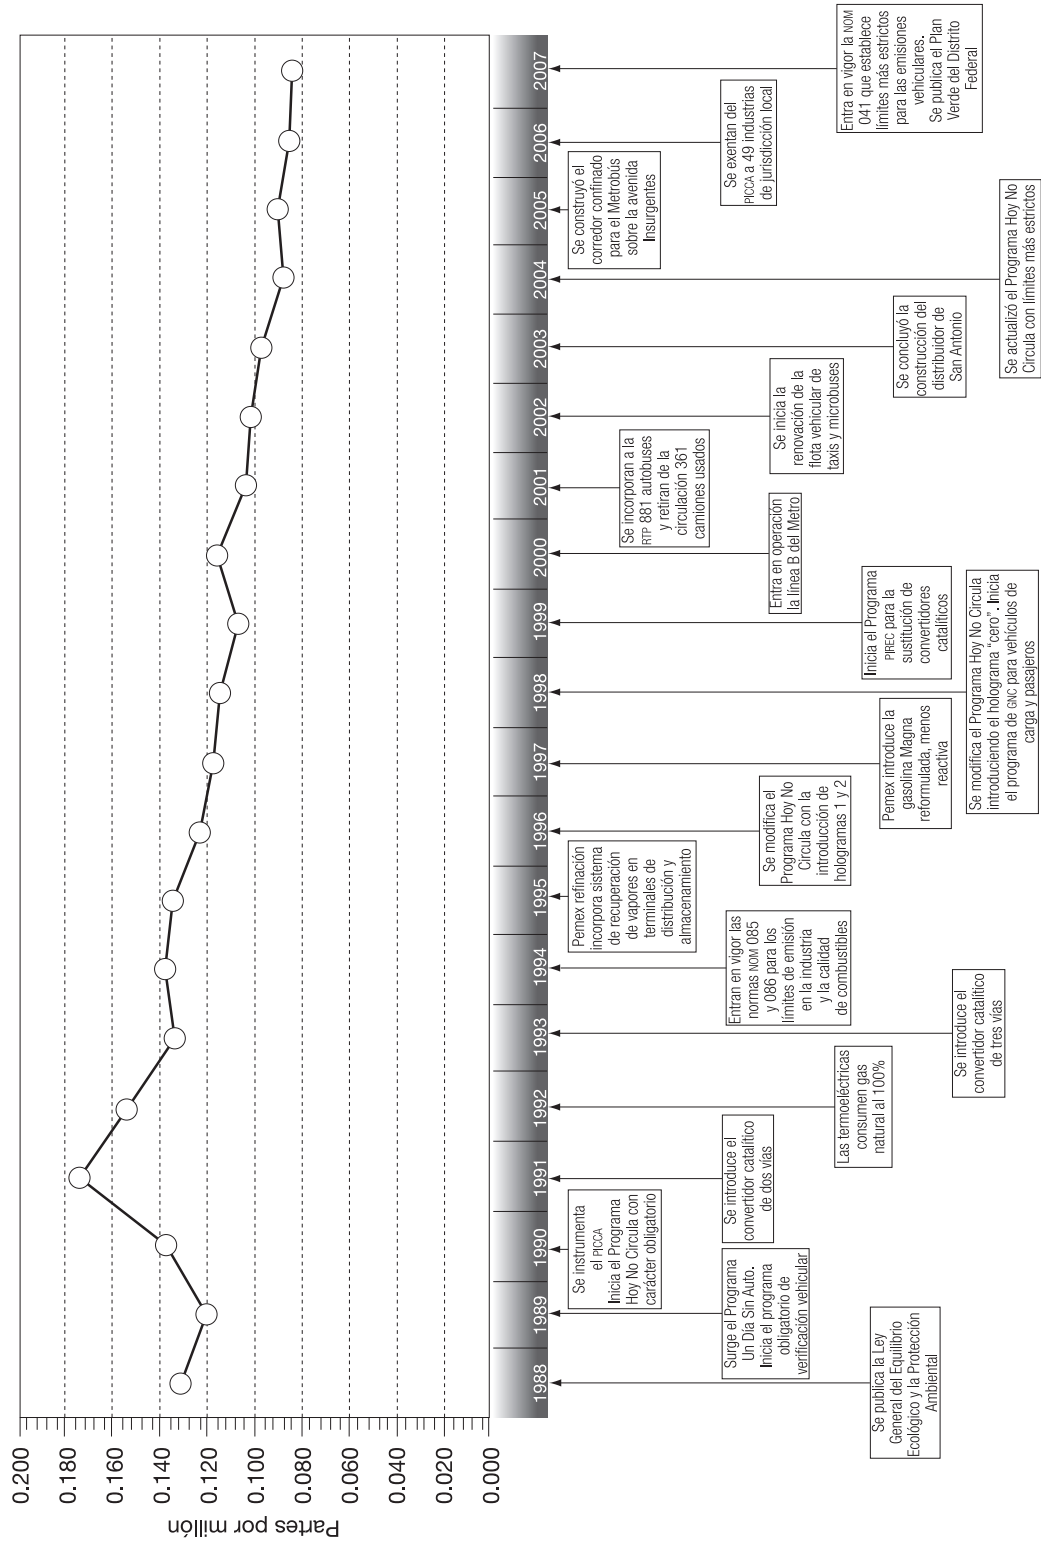 Partes por millón
0.200
0.180
0.160
0.140
0.120
0.100
0.080
0.060
0.040
0.020
0.000
1988
1989
1990
1991
1992
1993
1994
1995
1996
1997
1998
1999
2000
2001
2002
2003
2004
2005
2006
2007
Se publica la Ley
General del Equilibrio
Ecológico y la Protección
Ambiental
Surge el Programa
Un Día Sin Auto.
Inicia el programa
obligatorio de
verificación vehicular
Se instrumenta
el PICCA
Inicia el Programa
Hoy No Circula con
carácter obligatorio
Se introduce el
convertidor catalítico
de dos vías
Las termoeléctricas
consumen gas
natural al 100%
Se introduce el
convertidor catalítico
de tres vías
Entran en vigor las
normas NOM 085
y 086 para los
límites de emisión
en la industria
y la calidad
de combustibles
Pemex refinación
incorpora sistema
de recuperación
de vapores en
terminales de
distribución y
almacenamiento
Se modifica el
Programa Hoy No
Circula con la
introducción de
hologramas 1 y 2
Pemex introduce la
gasolina Magna
reformulada, menos
reactiva
Se modifica el Programa Hoy No Circula
introduciendo el holograma “cero”. Inicia
el programa de GNC para vehículos de
carga y pasajeros
Inicia el Programa
PIREC para la
sustitución de
convertidores
catalíticos
Entra en operación
la línea B del Metro
Se incorporan a la
RTP 881 autobuses
y retiran de la
circulación 361
camiones usados
Se inicia la
renovación de la
flota vehicular de
taxis y microbuses
Se concluyó la
construcción del
distribuidor de
San Antonio
Se actualizó el Programa Hoy No
Circula con límites más estrictos
Se construyó el
corredor confinado
para el Metrobús
sobre la avenida
Insurgentes
Se exentan del
PICCA a 49 industrias
de jurisdicción local
Entra en vigor la NOM
041 que establece
límites más estrictos
para las emisiones
vehiculares.
Se publica el Plan
Verde del Distrito
Federal